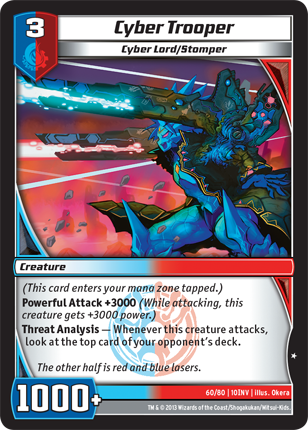 3
Cyber Trooper
Cyber Lord/Stomper
Creature
(This card enters your mana zone tapped.)
Powerful Attack +3000 (While attacking, this
creature gets +3000 power.)
Threat Analysis — Whenever this creature attacks,
look at the top card of your opponent's deck.
The other half is red and blue lasers.
60/80 | 10INV | illus. Okera
1000+
TM & © 2013 Wizards of the Coast/Shogakukan/Mitsui-Kids.